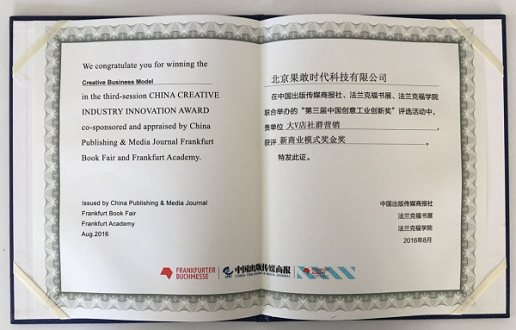 We congratulate you for winning the
Creative Business Model
in the third-session CHINA CREATIVE
INDUSTRY INNOVATION AWARD
co-sponsored and appraised by China
Publishing & Media Journal Frankfurt
Book Fair and Frankfurt Academy.
Issued by China Publishing & Media Journal
Frankfurt Book Fair
Frankfurt Academy
Aug.2016
北京果敢时代科技有限公司
在中国出版传媒商报社、法兰克福书展、法兰克福学院
联合举办的“第三届中国创意工业创新奖”评选活动中,
贵单位 大V店社群营销 ,
获评 新商业模式奖金奖 。
特发此证。
中国出版传媒商报社
法兰克福书展
法兰克福学院
2016年8月
FRANKFURTER
BUCHMESSE
中国出版传媒商报